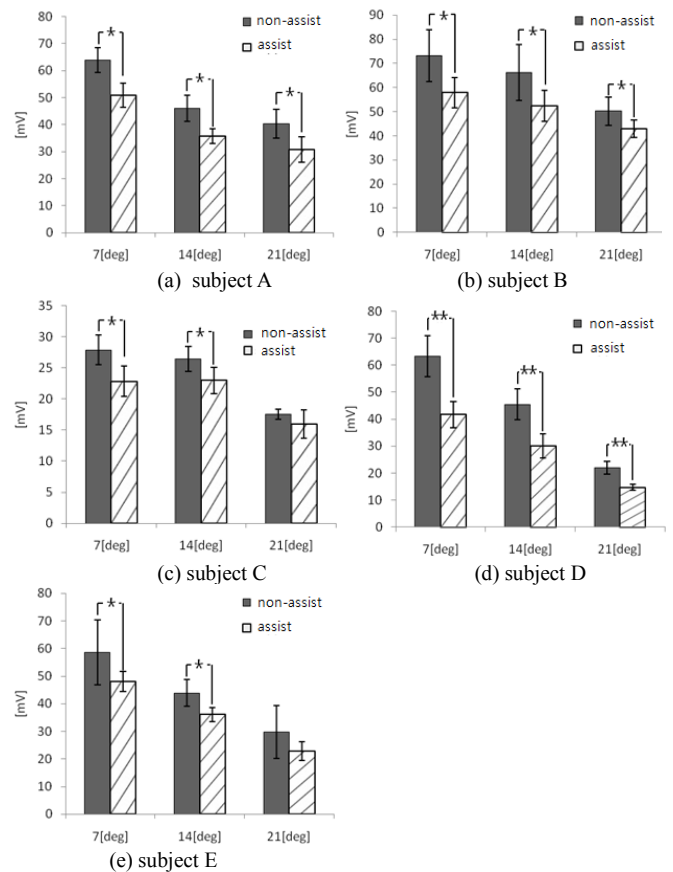 80
70
60
50
40
30
20
10
0
[mV]
non-assist
assist
* * *
7[deg] 14[deg] 21[deg]
(a) subject A
90
80
70
60
50
40
30
20
10
0
[mV]
non-assist
assist
* * *
7[deg] 14[deg] 21[deg]
(b) subject B
35
30
25
20
15
10
5
0
[mV]
non-assist
assist
* *
7[deg] 14[deg] 21[deg]
(c) subject C
80
70
60
50
40
30
20
10
0
[mV]
non-assist
assist
** ** **
7[deg] 14[deg] 21[deg]
(d) subject D
80
70
60
50
40
30
20
10
0
[mV]
non-assist
assist
* *
7[deg] 14[deg] 21[deg]
(e) subject E